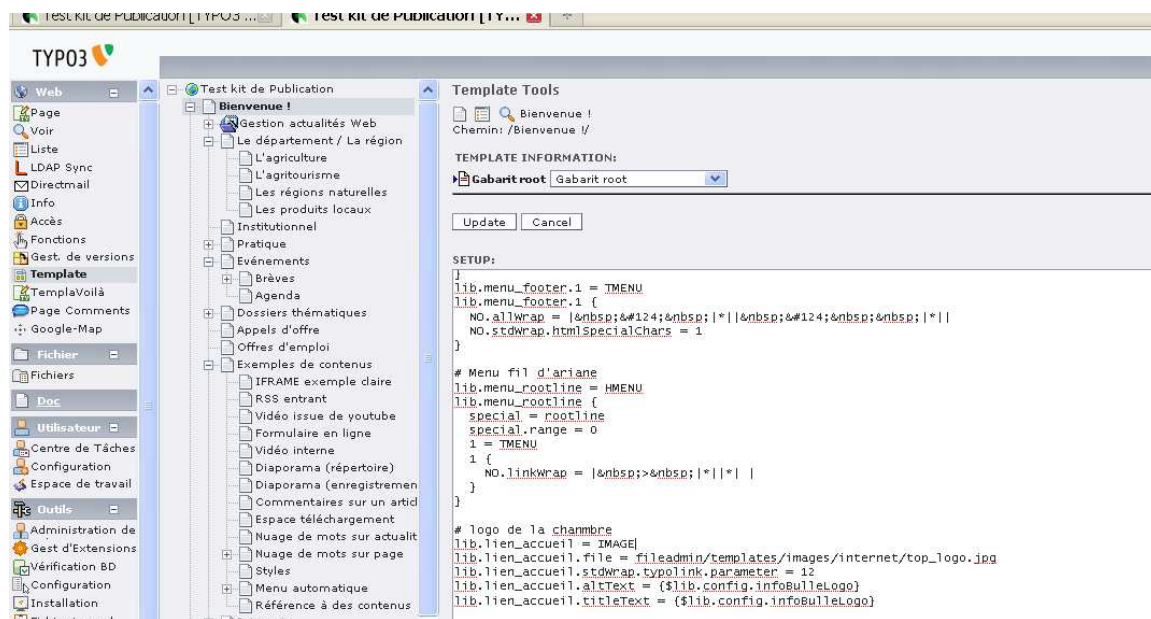 Test kit de Publication [TYPO3 ...
Test kit de Publication [TY...
TYPO3
Web
Page
Voir
Liste
LDAP Sync
Directmail
Info
Accès
Fonctions
Gest. de versions
Template
TemplaVoilà
Page Comments
Google-Map
Fichier
Fichiers
Doc
Utilisateur
Centre de Tâches
Configuration
Espace de travail
Outils
Administration de
Gest d'Extensions
Vérification BD
Configuration
Installation
Test kit de Publication
Bienvenue !
Gestion actualités Web
Le département / La région
L'agriculture
L'agritourisme
Les régions naturelles
Les produits locaux
Institutionnel
Pratique
Evénements
Brèves
Agenda
Dossiers thématiques
Appels d'offre
Offres d'emploi
Exemples de contenus
IFRAME exemple claire
RSS entrant
Vidéo issue de youtube
Formulaire en ligne
Vidéo interne
Diaporama (répertoire)
Diaporama (enregistremen
Commentaires sur un articl
Espace téléchargement
Nuage de mots sur actualit
Nuage de mots sur page
Styles
Menu automatique
Référence à des contenus
Template Tools
Bienvenue !
Chemin: /Bienvenue !/
TEMPLATE INFORMATION:
Gabarit root Gabarit root
Update Cancel
SETUP:
}
lib.menu_footer.1 = TMENU
lib.menu_footer.1 {
NO.allWrap = |&nbsp;&#124;&nbsp;|*||&nbsp;&#124;&nbsp;&nbsp;|*||
NO.stdWrap.htmlSpecialChars = 1
}
# Menu fil d'ariane
lib.menu_rootline = HMENU
lib.menu_rootline {
special = rootline
special.range = 0
1 = TMENU
1 {
NO.linkWrap = |&nbsp;>&nbsp;|*||*| |
}
}
# logo de la chanmbre
lib.lien_accueil = IMAGE
lib.lien_accueil.file = fileadmin/templates/images/internet/top_logo.jpg
lib.lien_accueil.stdWrap.typolink.parameter = 12
lib.lien_accueil.altText = {$lib.config.infoBulleLogo}
lib.lien_accueil.titleText = {$lib.config.infoBulleLogo}